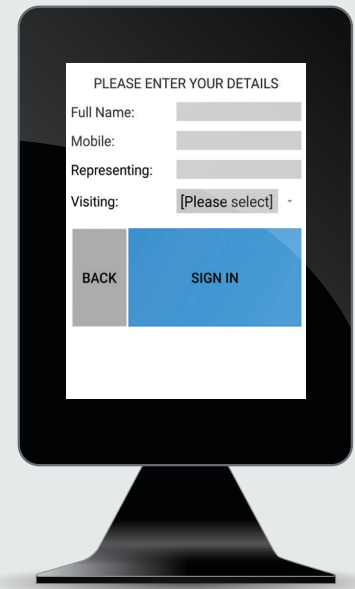 PLEASE ENTER YOUR DETAILS
Full Name:
Mobile:
Representing:
Visiting: [Please select]
BACK SIGN IN